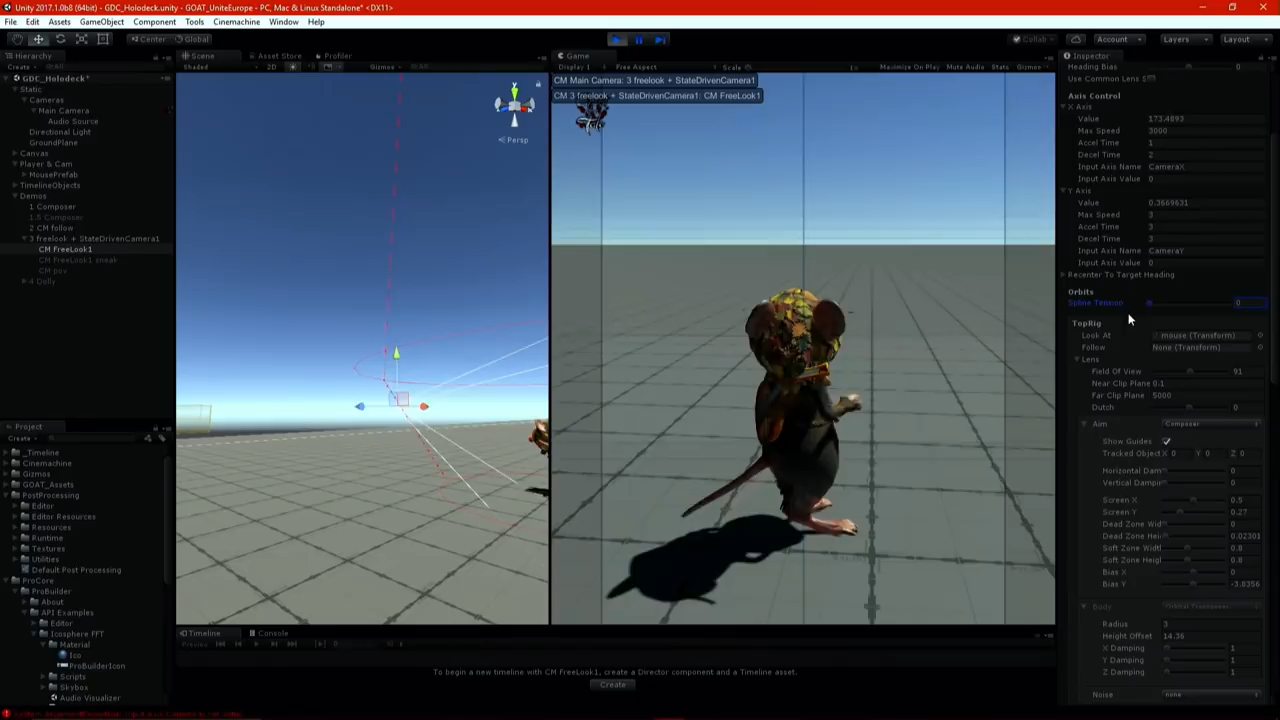 Unity 2017.1.0b8 (64bit) - GDC_Holodeck.unity - GOAT_UniteEurope - PC, Mac & Linux Standalone* <DX11>
File Edit Assets GameObject Component Tools Cinemachine Window Help
Center Global Collab Account Layers Layout
Hierarchy
Create
GDC_Holodeck*
Static
Cameras
Main Camera
Audio Source
Directional Light
GroundPlane
Canvas
Player & Cam
MousePrefab
TimelineObjects
Demos
1 Composer
1.5 Composer
2 CM follow
3 freelook + StateDrivenCamera1
CM FreeLook1
CM FreeLook1 sneak
CM pov
4 Dolly
Project
Create
_Timeline
Cinemachine
Gizmos
GOAT_Assets
PostProcessing
Editor
Editor Resources
Resources
Runtime
Textures
Utilities
Default Post Processing
ProCore
ProBuilder
About
API Examples
Editor
Icosphere FFT
Material
Ico
ProBuilderIcon
Scripts
Skybox
Audio Visualizer
Scene Asset Store Profiler
Shaded 2D Gizmos
y
Persp
Game
Display 1 Free Aspect Scale 1x Maximize On Play Mute Audio Stats Gizmos
CM Main Camera: 3 freelook + StateDrivenCamera1
CM 3 freelook + StateDrivenCamera1: CM FreeLook1
Timeline Console
Preview
To begin a new timeline with CM FreeLook1, create a Director component and a Timeline asset.
Create
Inspector
Heading Bias 0
Use Common Lens S
Axis Control
X Axis
Value 173.4893
Max Speed 3000
Accel Time 1
Decel Time 2
Input Axis Name CameraX
Input Axis Value 0
Y Axis
Value 0.3669631
Max Speed 3
Accel Time 3
Decel Time 3
Input Axis Name CameraY
Input Axis Value 0
Recenter To Target Heading
Orbits
Spline Tension 0
TopRig
Look At mouse (Transform)
Follow None (Transform)
Lens
Field Of View 91
Near Clip Plane 0.1
Far Clip Plane 5000
Dutch 0
Aim Composer
Show Guides
Tracked Object X 0 Y 0 Z 0
Horizontal Dam 0
Vertical Dampi 0
Screen X 0.5
Screen Y 0.27
Dead Zone Wid 0
Dead Zone Hei 0.02301
Soft Zone Widt 0.8
Soft Zone Heig 0.8
Bias X 0
Bias Y -3.8356
Body Orbital Transposer
Radius 3
Height Offset 14.36
X Damping 1
Y Damping 1
Z Damping 1
Noise none